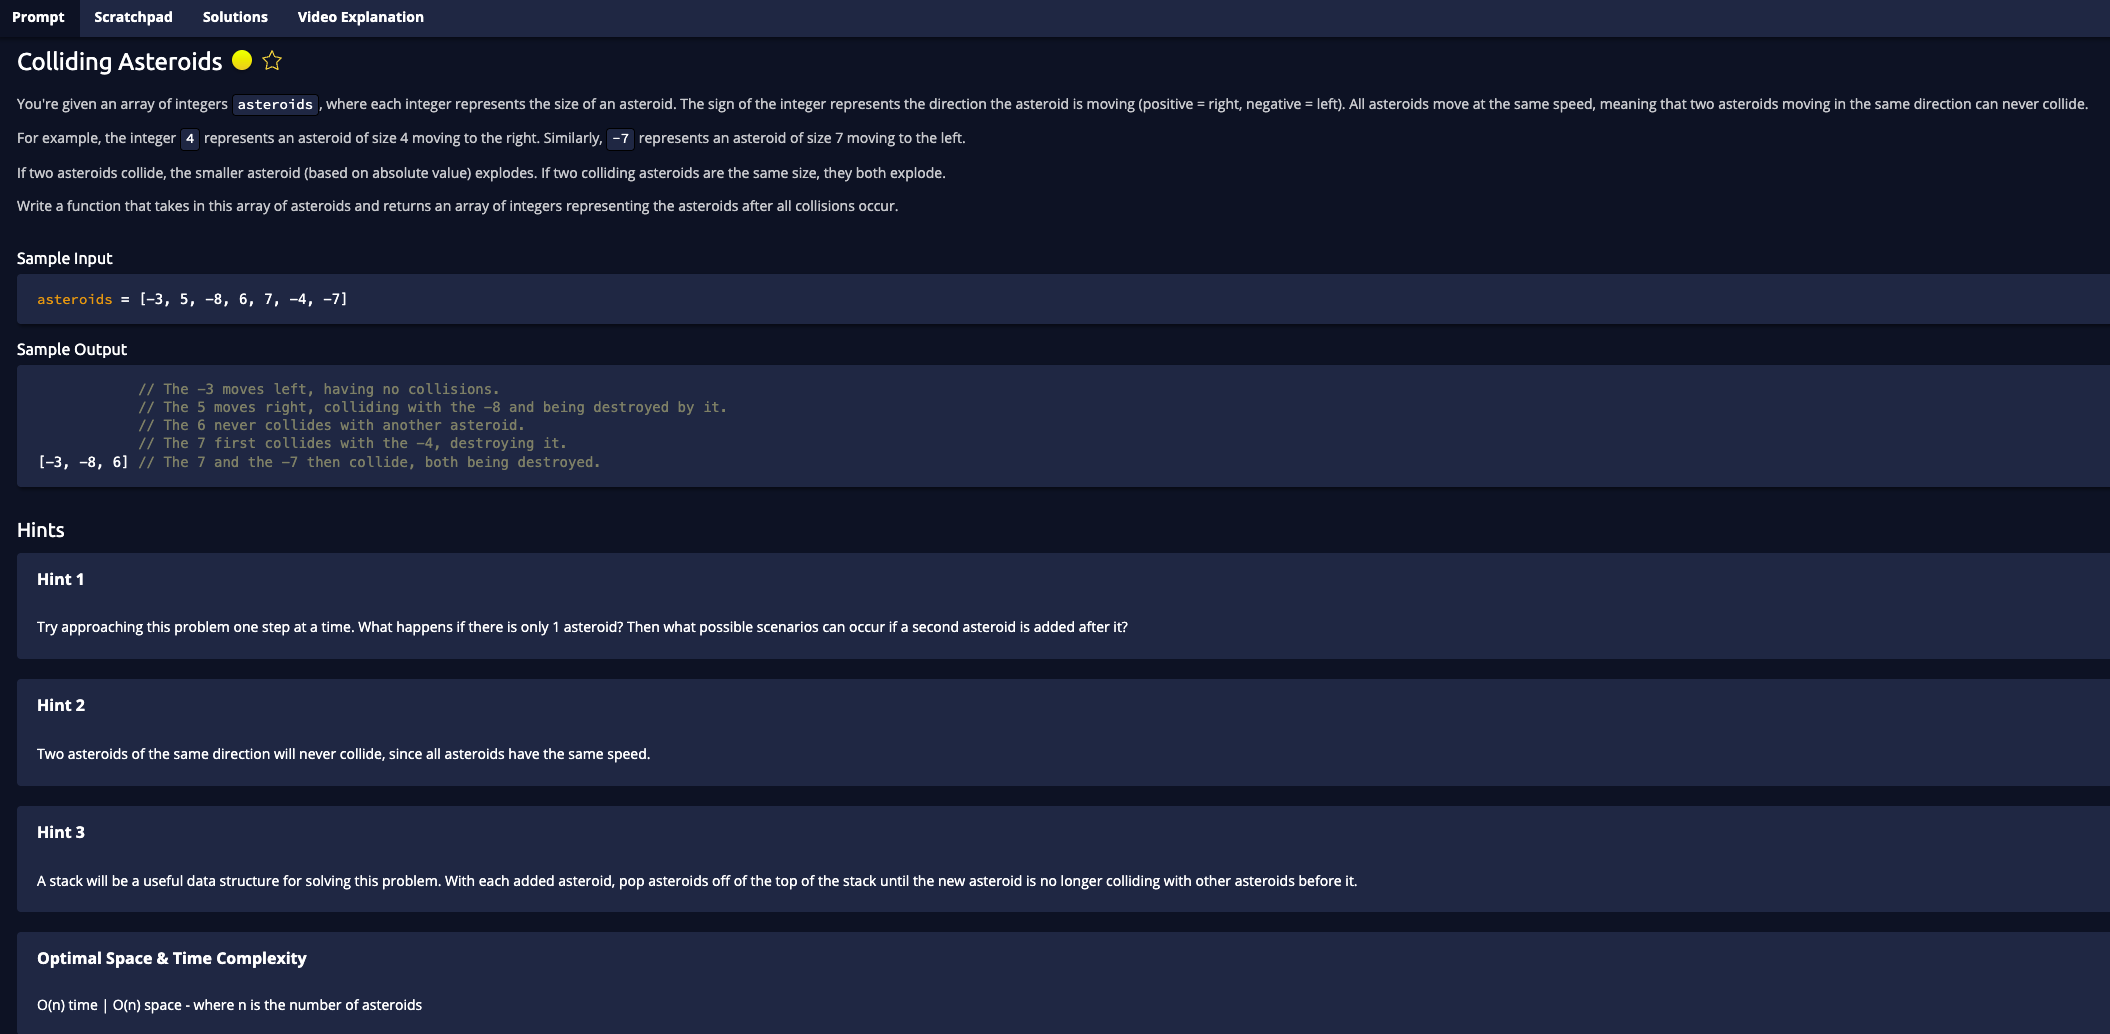 Prompt Scratchpad Solutions Video Explanation
Colliding Asteroids
You're given an array of integers asteroids, where each integer represents the size of an asteroid. The sign of the integer represents the direction the asteroid is moving (positive = right, negative = left). All asteroids move at the same speed, meaning that two asteroids moving in the same direction can never collide.
For example, the integer 4 represents an asteroid of size 4 moving to the right. Similarly, -7 represents an asteroid of size 7 moving to the left.
If two asteroids collide, the smaller asteroid (based on absolute value) explodes. If two colliding asteroids are the same size, they both explode.
Write a function that takes in this array of asteroids and returns an array of integers representing the asteroids after all collisions occur.
Sample Input
asteroids = [-3, 5, -8, 6, 7, -4, -7]
Sample Output
// The -3 moves left, having no collisions.
// The 5 moves right, colliding with the -8 and being destroyed by it.
// The 6 never collides with another asteroid.
// The 7 first collides with the -4, destroying it.
[-3, -8, 6] // The 7 and the -7 then collide, both being destroyed.
Hints
Hint 1
Try approaching this problem one step at a time. What happens if there is only 1 asteroid? Then what possible scenarios can occur if a second asteroid is added after it?
Hint 2
Two asteroids of the same direction will never collide, since all asteroids have the same speed.
Hint 3
A stack will be a useful data structure for solving this problem. With each added asteroid, pop asteroids off of the top of the stack until the new asteroid is no longer colliding with other asteroids before it.
Optimal Space & Time Complexity
O(n) time | O(n) space - where n is the number of asteroids